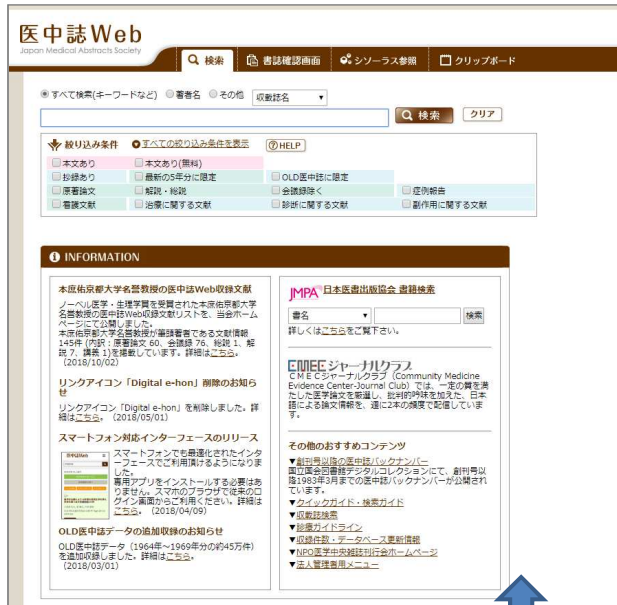 医中誌Web
Japan Medical Abstracts Society
検索
書誌確認画面
シソーラス参照
クリップボード
すべて検索(キーワードなど) 著者名 その他 収載誌名
検索 クリア
絞り込み条件 すべての絞り込み条件を表示 HELP
本文あり 本文あり(無料)
抄録あり 最新の5年分に限定 OLD医中誌に限定
原著論文 解説・総説 会議録除く 症例報告
看護文献 治療に関する文献 診断に関する文献 副作用に関する文献
INFORMATION
本庶佑京都大学名誉教授の医中誌Web収録文献
ノーベル医学・生理学賞を受賞された本庶佑京都大学
名誉教授の医中誌Web収録文献リストを、当会ホーム
ページにて公開しました。
本庶佑京都大学名誉教授が筆頭著者である文献情報
145件 (内訳:原著論文 60、会議録 76、総説 1、解
説 7、講義 1)を掲載しています。詳細はこちら。
(2018/10/02)
リンクアイコン「Digital e-hon」削除のお知ら
せ
リンクアイコン「Digital e-hon」を削除しました。詳
細はこちら。 (2018/05/01)
スマートフォン対応インターフェースのリリース
医中誌Web
スマートフォンでも最適化されたインタ
ーフェースでご利用頂けるようになりま
した。
専用アプリをインストールする必要はあ
りません。スマホのブラウザで従来のロ
グイン画面からご利用ください。詳細は
こちら。 (2018/04/09)
OLD医中誌データの追加収録のお知らせ
OLD医中誌データ(1964年~1969年分の約45万件)
を追加収録しました。詳細はこちら。
(2018/03/01)
JMPA 日本医書出版協会 書籍検索
書名 検索
詳しくはこちらをご覧下さい。
CMEC ジャーナルクラブ
CMECジャーナルクラブ (Community Medicine
Evidence Center-Journal Club) では、一定の質を満
たした医学論文を厳選し、批判的吟味を加えた、日本
語による論文情報を、週に2本の頻度で配信していま
す。
その他のおすすめコンテンツ
▼創刊号以降の医中誌バックナンバー
国立国会図書館デジタルコレクションにて、創刊号以
降1983年3月までの医中誌バックナンバーが公開され
ています。
▼クイックガイド・検索ガイド
▼収載誌検索
▼診療ガイドライン
▼収録件数・データベース更新情報
▼NPO医学中央雑誌刊行会ホームページ
▼法人管理者用メニュー